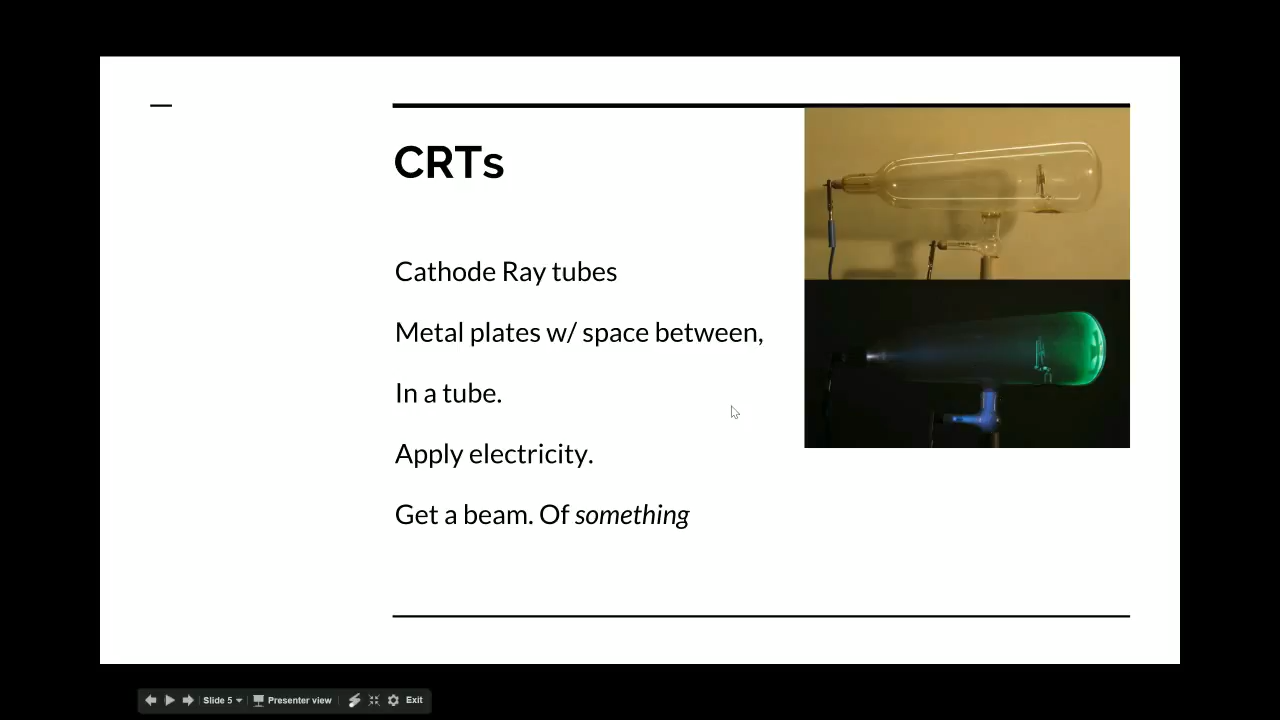 CRTs
Cathode Ray tubes
Metal plates w/ space between,
In a tube.
Apply electricity.
Get a beam. Of something
Slide 5
Presenter view
Exit